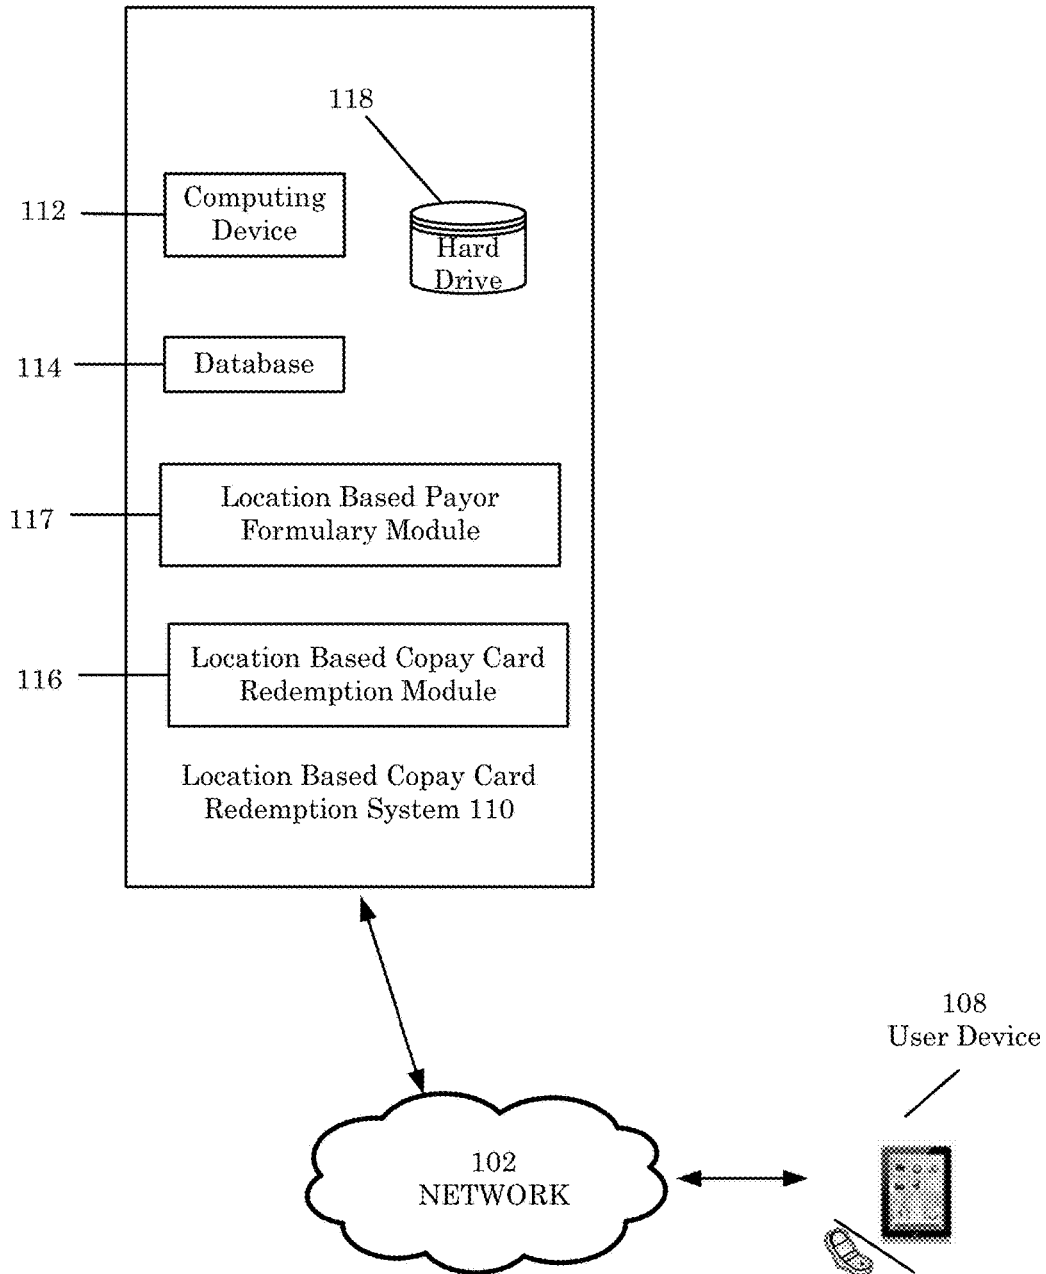 118
112
Computing
Device
Hard
Drive
114
Database
117
Location Based Payor
Formulary Module
116
Location Based Copay Card
Redemption Module
Location Based Copay Card
Redemption System 110
108
User Device
102
NETWORK